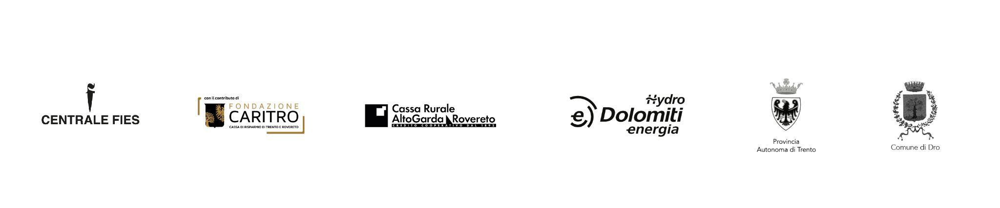 CENTRALE FIES
con il contributo di
FONDAZIONE
CARITRO
CASSA DI RISPARMIO DI TRENTO E ROVERETO
Cassa Rurale
AltoGarda Rovereto
CREDITO COOPERATIVO DAL 1892
e
Hydro
Dolomiti
energia
Provincia
Autonoma di Trento
Comune di Dro